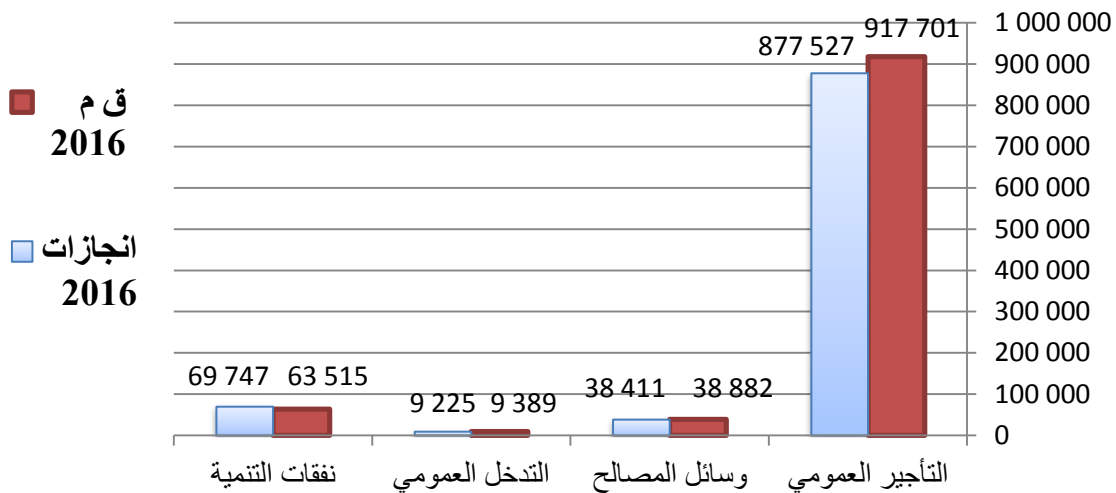 1 000 000
900 000
800 000
700 000
600 000
500 000
400 000
300 000
200 000
100 000
0
917 701
877 527
38 882
38 411
9 389
9 225
63 515
69 747
التأجير العمومي
وسائل المصالح
التدخل العمومي
نفقات التنمية
ق م
2016
انجازات
2016